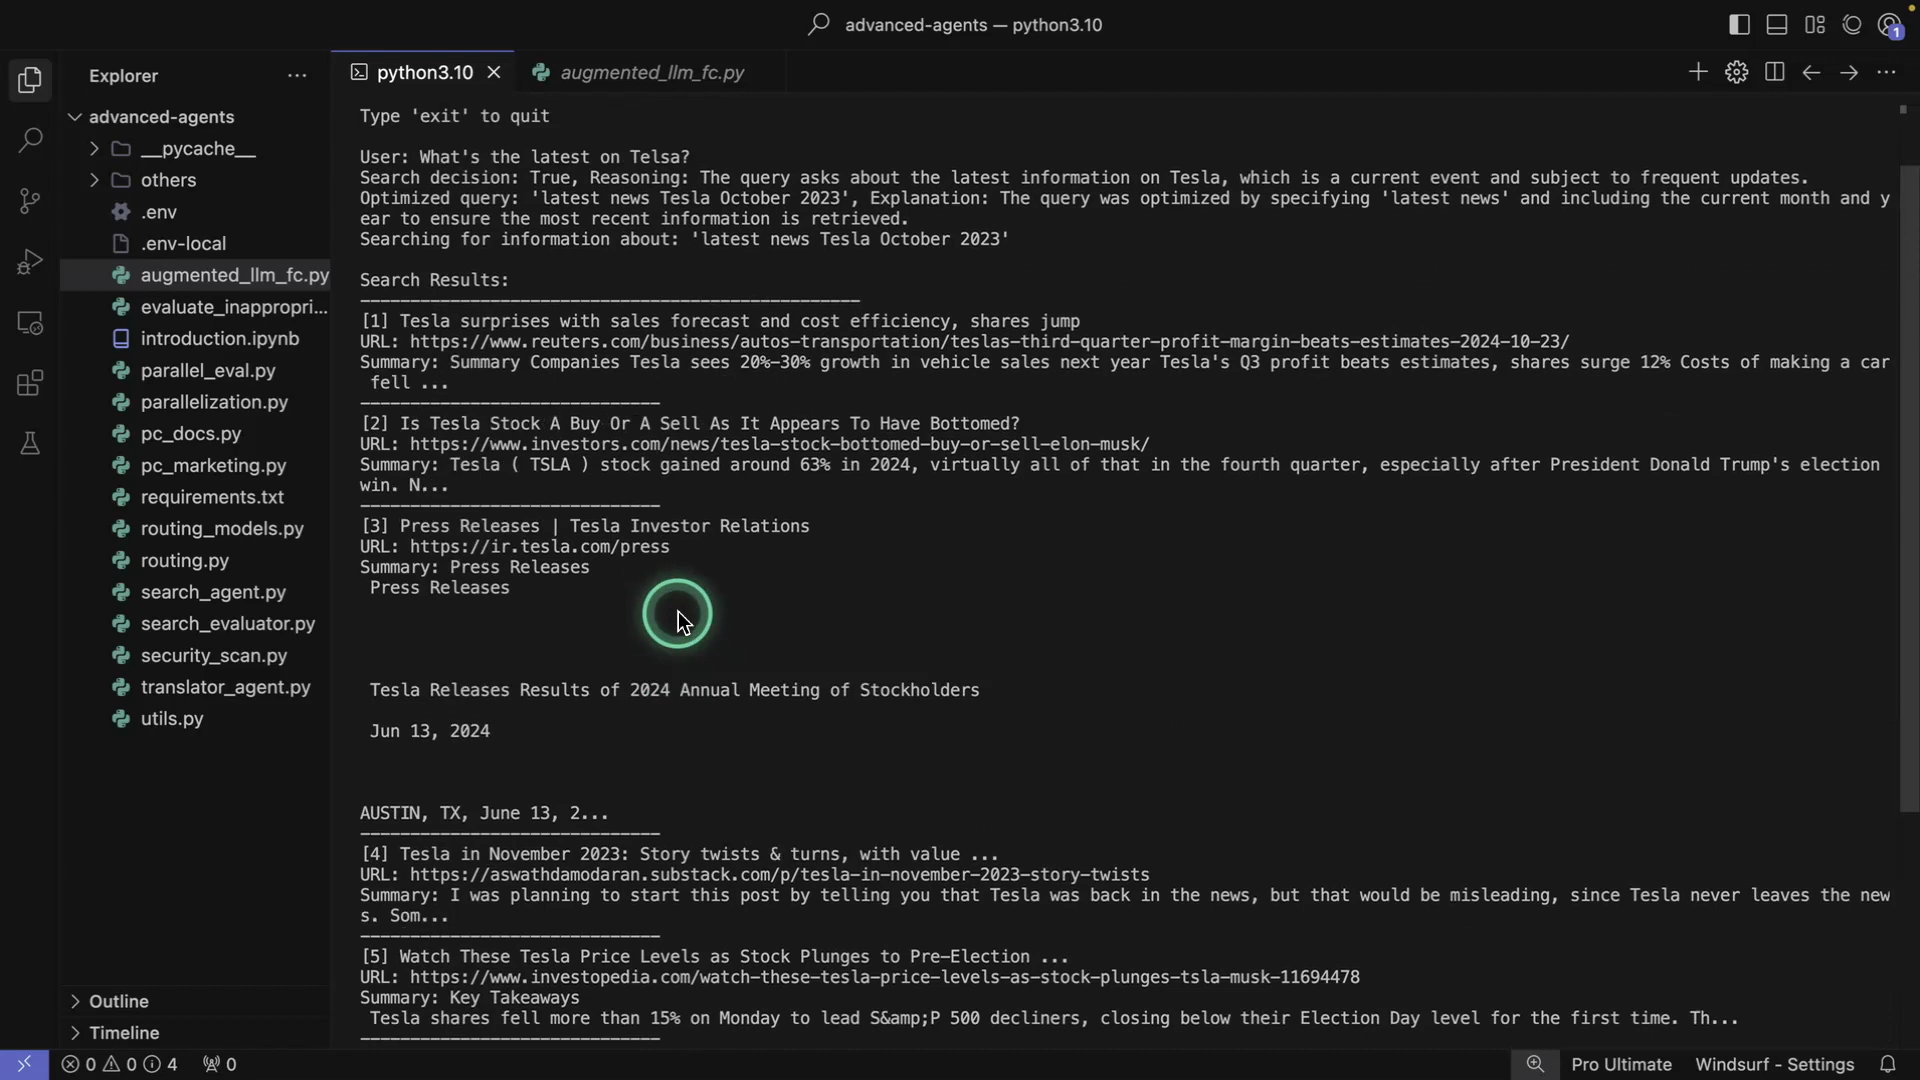 advanced-agents — python3.10
1
Explorer
python3.10
augmented_llm_fc.py
advanced-agents
__pycache__
others
.env
.env-local
augmented_llm_fc.py
evaluate_inappropri...
introduction.ipynb
parallel_eval.py
parallelization.py
pc_docs.py
pc_marketing.py
requirements.txt
routing_models.py
routing.py
search_agent.py
search_evaluator.py
security_scan.py
translator_agent.py
utils.py
Outline
Timeline
Type 'exit' to quit
User: What's the latest on Telsa?
Search decision: True, Reasoning: The query asks about the latest information on Tesla, which is a current event and subject to frequent updates.
Optimized query: 'latest news Tesla October 2023', Explanation: The query was optimized by specifying 'latest news' and including the current month and y
ear to ensure the most recent information is retrieved.
Searching for information about: 'latest news Tesla October 2023'
Search Results:
--------------------------------------------------
[1] Tesla surprises with sales forecast and cost efficiency, shares jump
URL: https://www.reuters.com/business/autos-transportation/teslas-third-quarter-profit-margin-beats-estimates-2024-10-23/
Summary: Summary Companies Tesla sees 20%-30% growth in vehicle sales next year Tesla's Q3 profit beats estimates, shares surge 12% Costs of making a car
fell ...
------------------------------
[2] Is Tesla Stock A Buy Or A Sell As It Appears To Have Bottomed?
URL: https://www.investors.com/news/tesla-stock-bottomed-buy-or-sell-elon-musk/
Summary: Tesla ( TSLA ) stock gained around 63% in 2024, virtually all of that in the fourth quarter, especially after President Donald Trump's election
win. N...
------------------------------
[3] Press Releases | Tesla Investor Relations
URL: https://ir.tesla.com/press
Summary: Press Releases
Press Releases
Tesla Releases Results of 2024 Annual Meeting of Stockholders
Jun 13, 2024
AUSTIN, TX, June 13, 2...
------------------------------
[4] Tesla in November 2023: Story twists & turns, with value ...
URL: https://aswathdamodaran.substack.com/p/tesla-in-november-2023-story-twists
Summary: I was planning to start this post by telling you that Tesla was back in the news, but that would be misleading, since Tesla never leaves the new
s. Som...
------------------------------
[5] Watch These Tesla Price Levels as Stock Plunges to Pre-Election ...
URL: https://www.investopedia.com/watch-these-tesla-price-levels-as-stock-plunges-tsla-musk-11694478
Summary: Key Takeaways
Tesla shares fell more than 15% on Monday to lead S&amp;P 500 decliners, closing below their Election Day level for the first time. Th...
------------------------------
0 0 4 0
Pro Ultimate
Windsurf - Settings